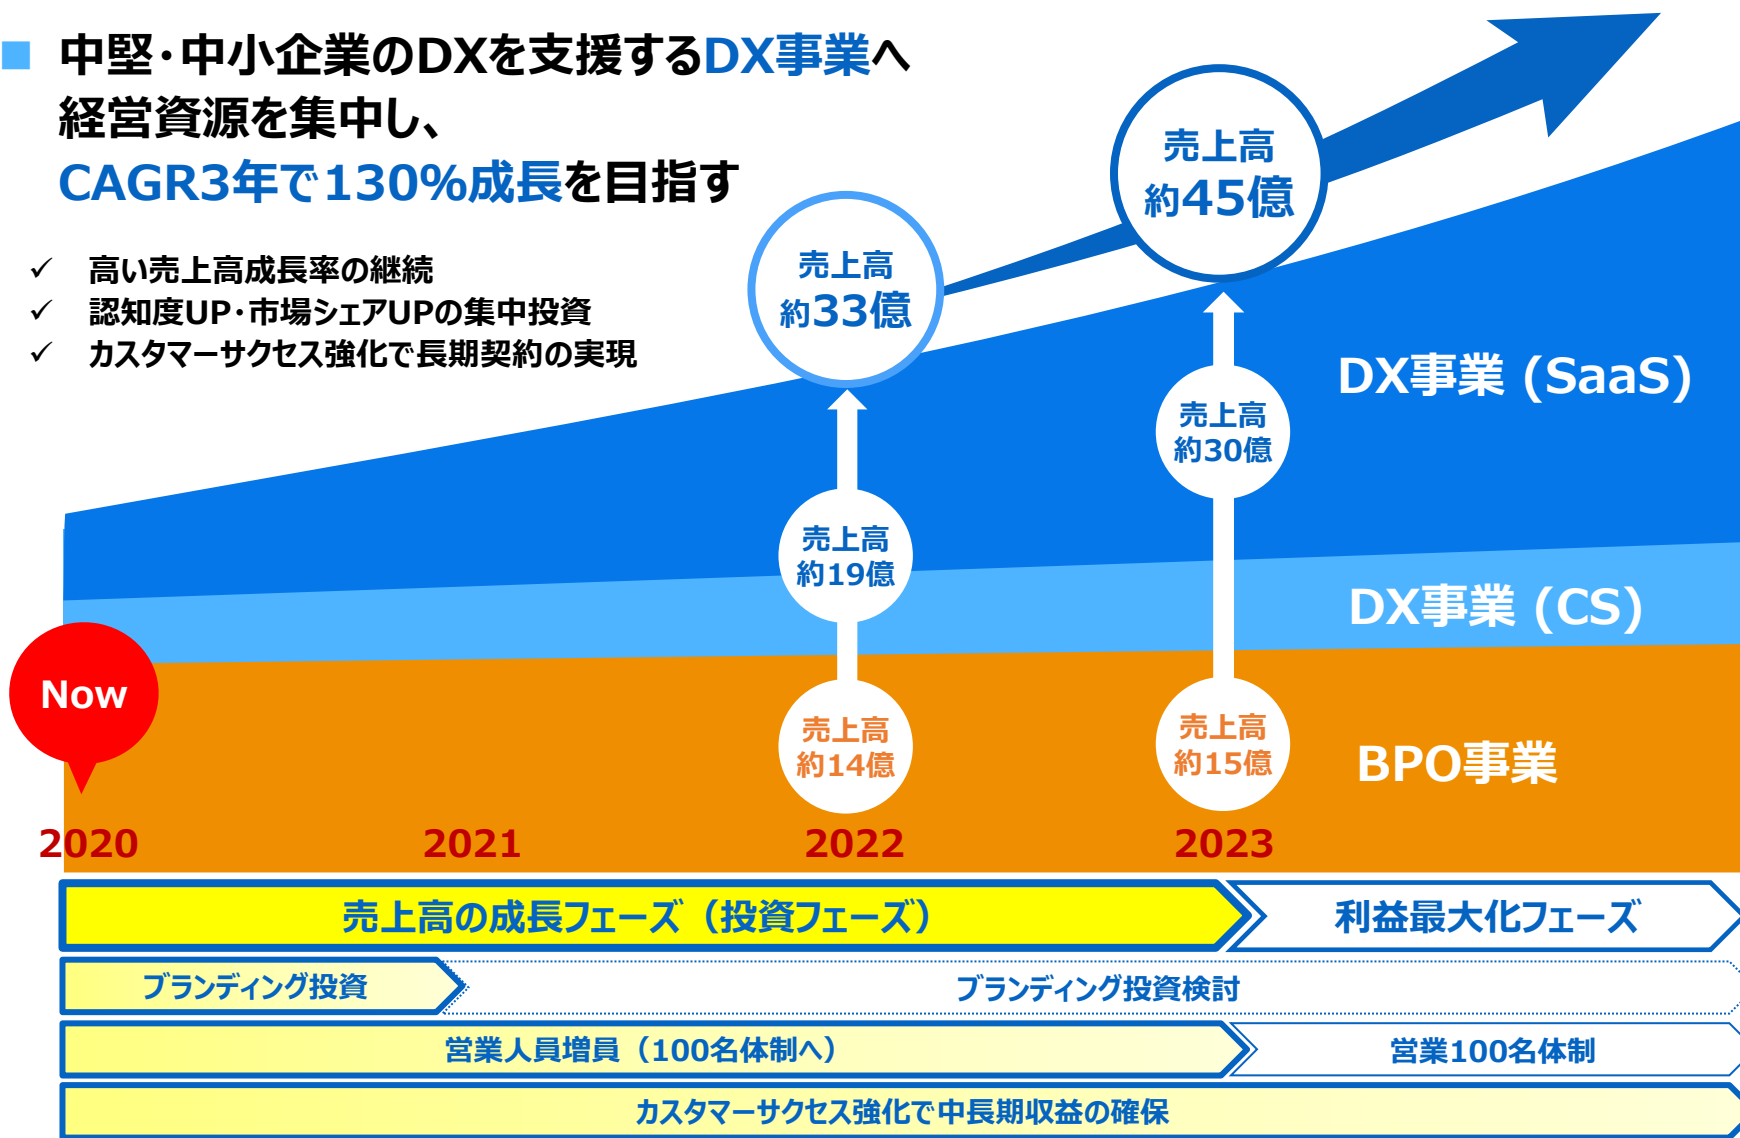 中堅・中小企業のDXを支援するDX事業へ
経営資源を集中し、
CAGR3年で130%成長を目指す
✓ 高い売上高成長率の継続
✓ 認知度UP・市場シェアUPの集中投資
✓ カスタマーサクセス強化で長期契約の実現
売上高
約33億
売上高
約45億
売上高
約19億
売上高
約30億
売上高
約14億
売上高
約15億
DX事業 (SaaS)
DX事業 (CS)
BPO事業
Now
2020
2021
2022
2023
売上高の成長フェーズ（投資フェーズ）
利益最大化フェーズ
ブランディング投資
ブランディング投資検討
営業人員増員（100名体制へ）
営業100名体制
カスタマーサクセス強化で中長期収益の確保